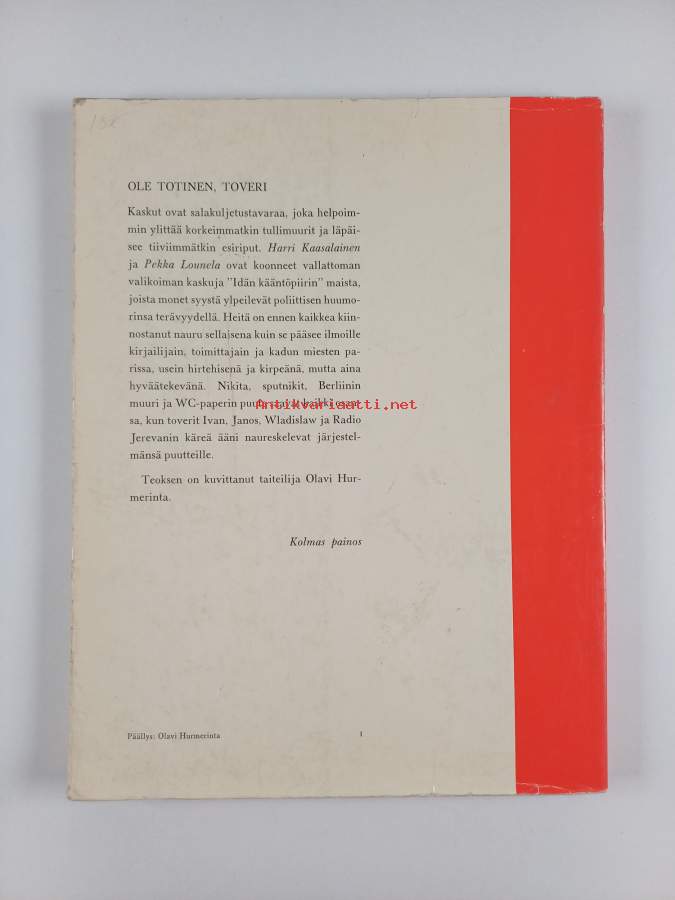 OLE TOTINEN, TOVERI
Kaskut ovat salakuljetustavaraa, joka helpoim-
min ylittää korkeimmatkin tullimuurit ja läpäi-
see tiiviimmätkin esiriput. Harri Kaasalainen
ja Pekka Lounela ovat koonneet vallattoman
valikoiman kaskuja "Idän kääntöpiirin" maista,
joista monet syystä ylpeilevät poliittisen huumo-
rinsa terävyydellä. Heitä on ennen kaikkea kiin-
nostanut nauru sellaisena kuin se pääsee ilmoille
kirjailijain, toimittajain ja kadun miesten pa-
rissa, usein hirtehisenä ja kirpeänä, mutta aina
hyväätekevänä. Nikita, sputnikit, Berliinin
muuri ja WC-paperin kaikki
Antikvariaatti.net
sa, kun toverit Ivan, Janos, Wladislaw ja Radio
Jerevanin käreä ääni naureskelevat järjestel-
mänsä puutteille.
Teoksen on kuvittanut taiteilija Olavi Hur-
merinta.
Kolmas painos
Päällys: Olavi Hurmerinta
1